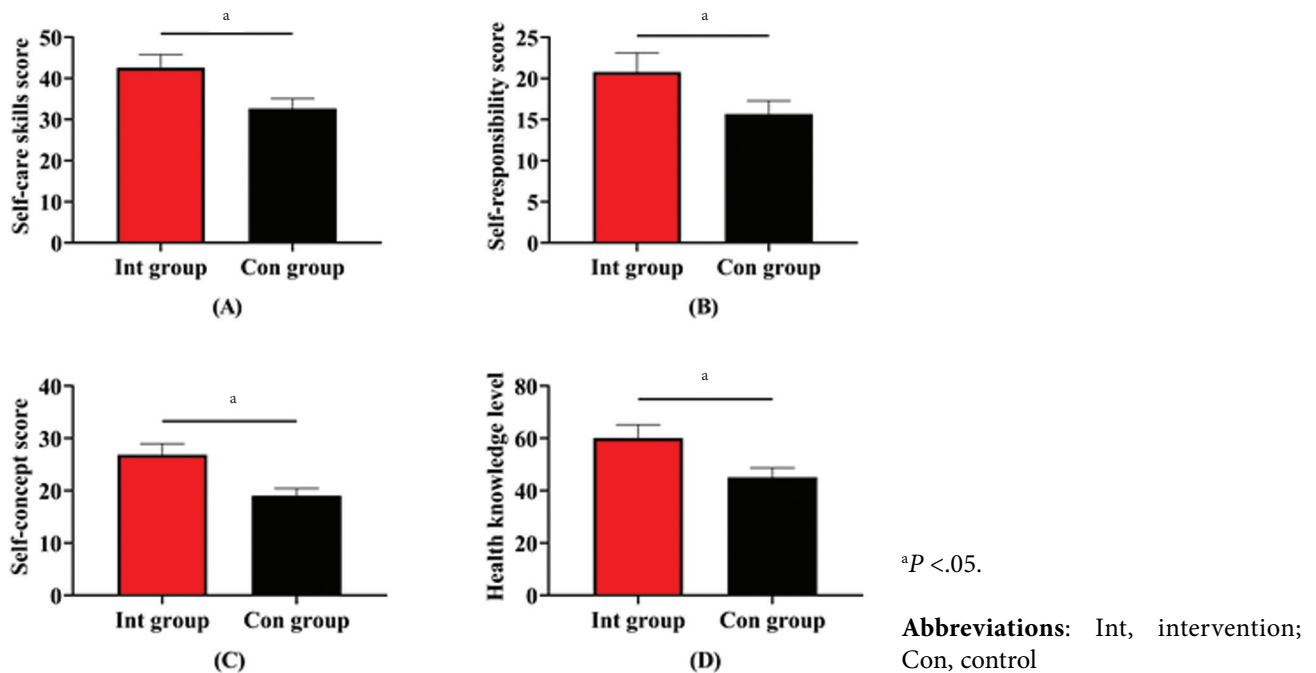 a
50
40
30
20
10
0
Self-care skills score
Int group Con group
(A)
a
25
20
15
10
5
0
Self-responsibility score
Int group Con group
(B)
a
40
30
20
10
0
Self-concept score
Int group Con group
(C)
a
80
60
40
20
0
Health knowledge level
Int group Con group
(D)
aP <.05.
Abbreviations: Int, intervention;
Con, control